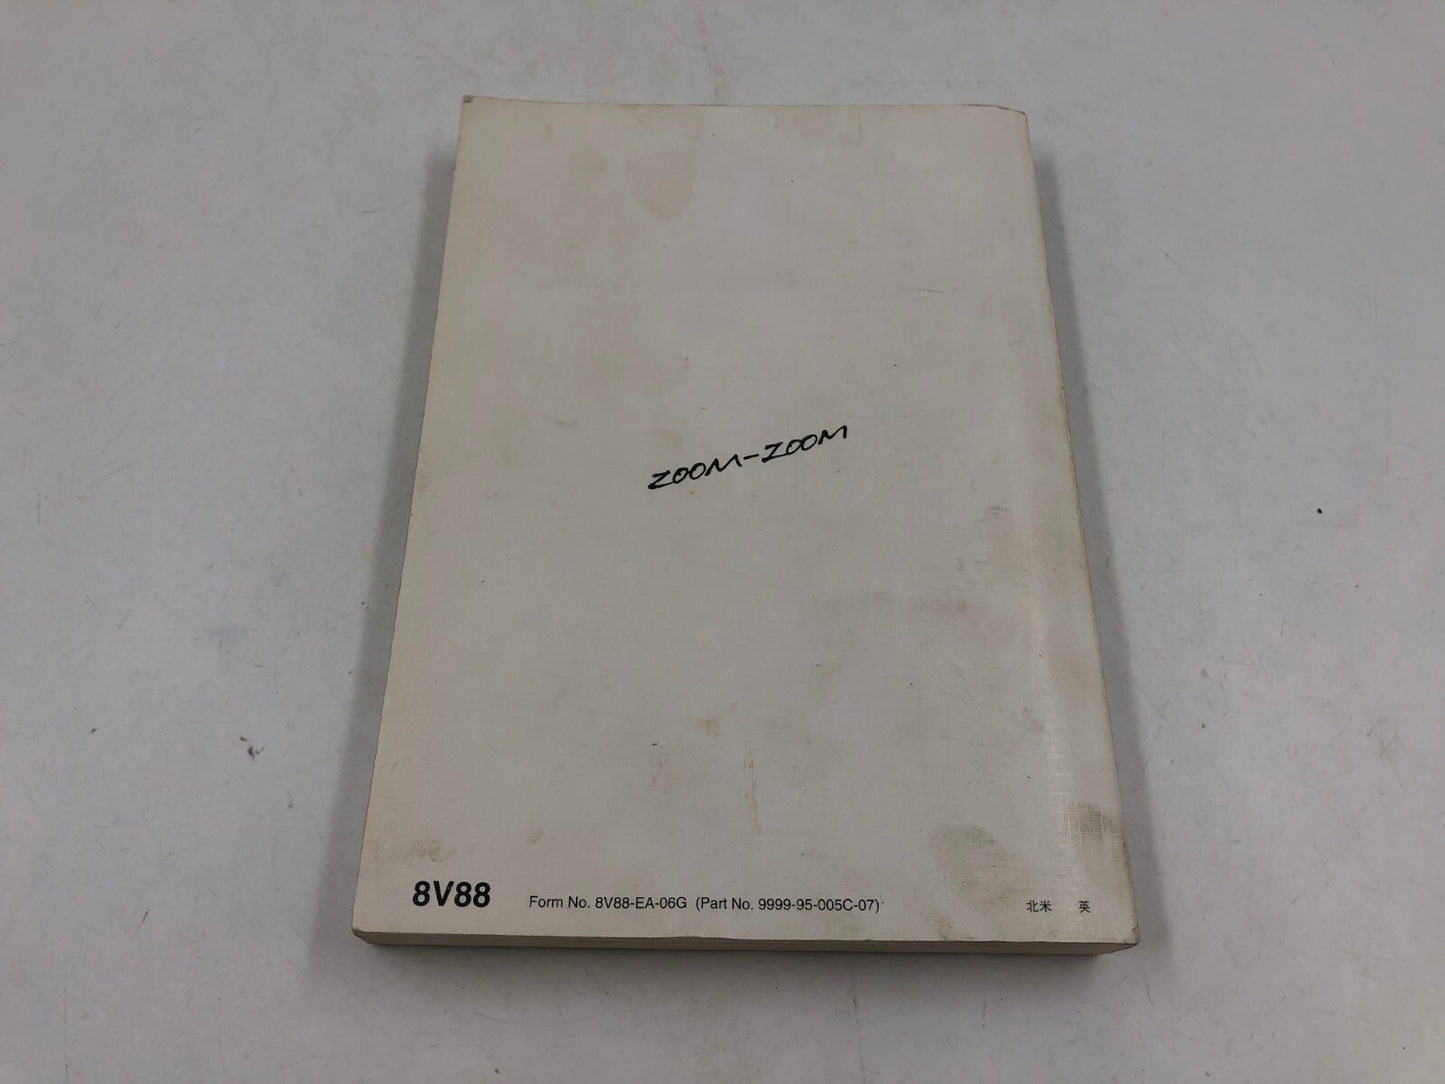 ZOOM-ZOOM
8V88 Form No. 8V88-EA-06G (Part No. 9999-95-005C-07) 北米 英